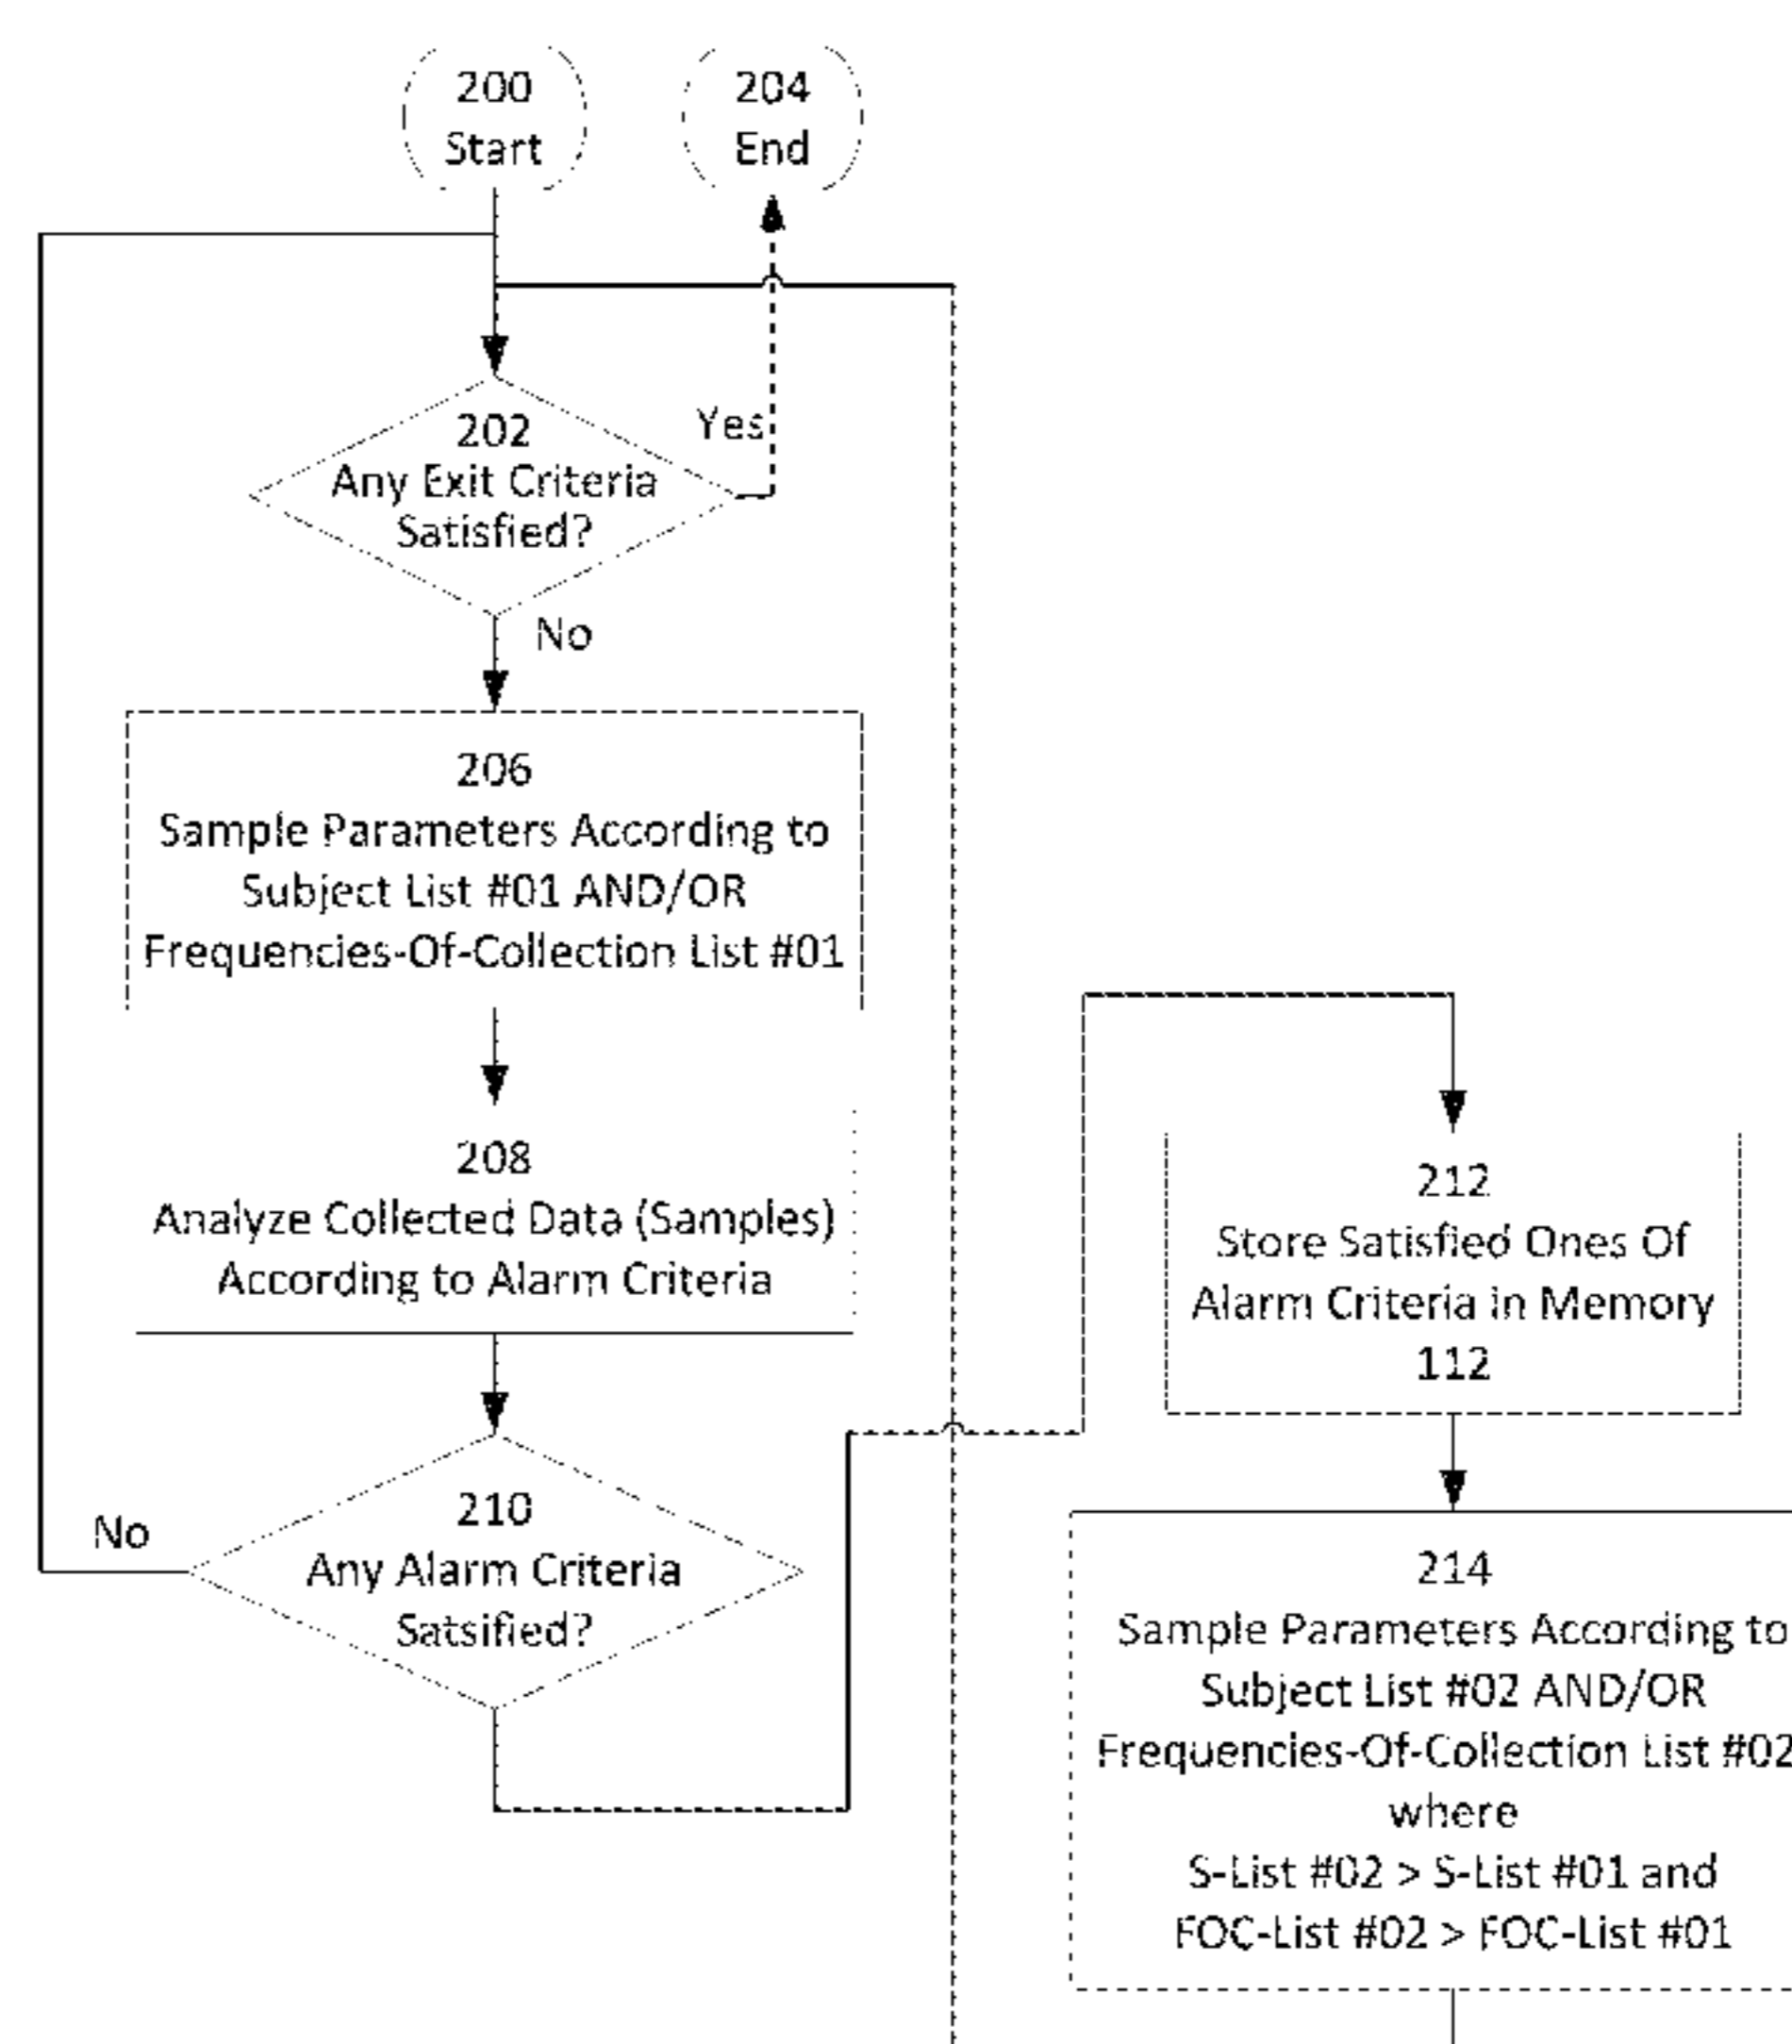 200
Start
204
End
202
Any Exit Criteria
Satisfied?
Yes
No
206
Sample Parameters According to
Subject List #01 AND/OR
Frequencies-Of-Collection List #01
208
Analyze Collected Data (Samples)
According to Alarm Criteria
210
Any Alarm Criteria
Satsified?
No
212
Store Satisfied Ones Of
Alarm Criteria in Memory
112
214
Sample Parameters According to
Subject List #02 AND/OR
Frequencies-Of-Collection List #02
where
S-List #02 > S-List #01 and
FOC-List #02 > FOC-List #01